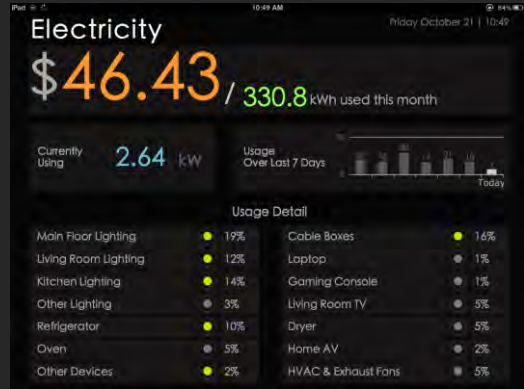 iPad
10:49 AM
84%
Electricity
Friday October 21 | 10:49
$46.43 / 330.8 kWh used this month
Currently
Using
2.64 kW
Usage
Over Last 7 Days
Today
Usage Detail
Main Floor Lighting 19%
Living Room Lighting 12%
Kitchen Lighting 14%
Other Lighting 3%
Refrigerator 10%
Oven 5%
Other Devices 2%
Cable Boxes 16%
Laptop 1%
Gaming Console 1%
Living Room TV 5%
Dryer 5%
Home AV 2%
HVAC & Exhaust Fans 5%